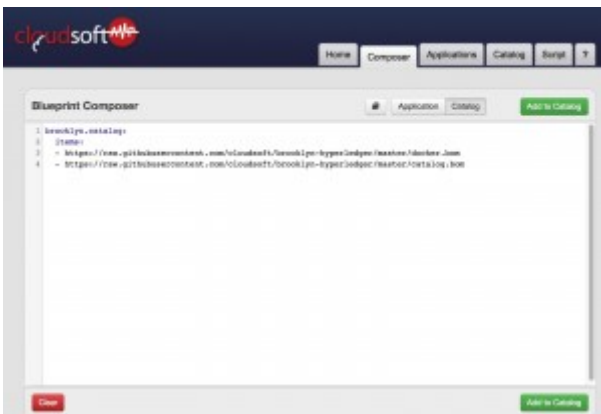 cloudsoft
Home Composer Applications Catalog Script ?
Blueprint Composer
Application Catalog
Add to Catalog
1 brooklyn.catalog:
2 items:
3 - https://raw.githubusercontent.com/cloudsoft/brooklyn-hyperledger/master/docker.bom
4 - https://raw.githubusercontent.com/cloudsoft/brooklyn-hyperledger/master/catalog.bom
Clear
Add to Catalog